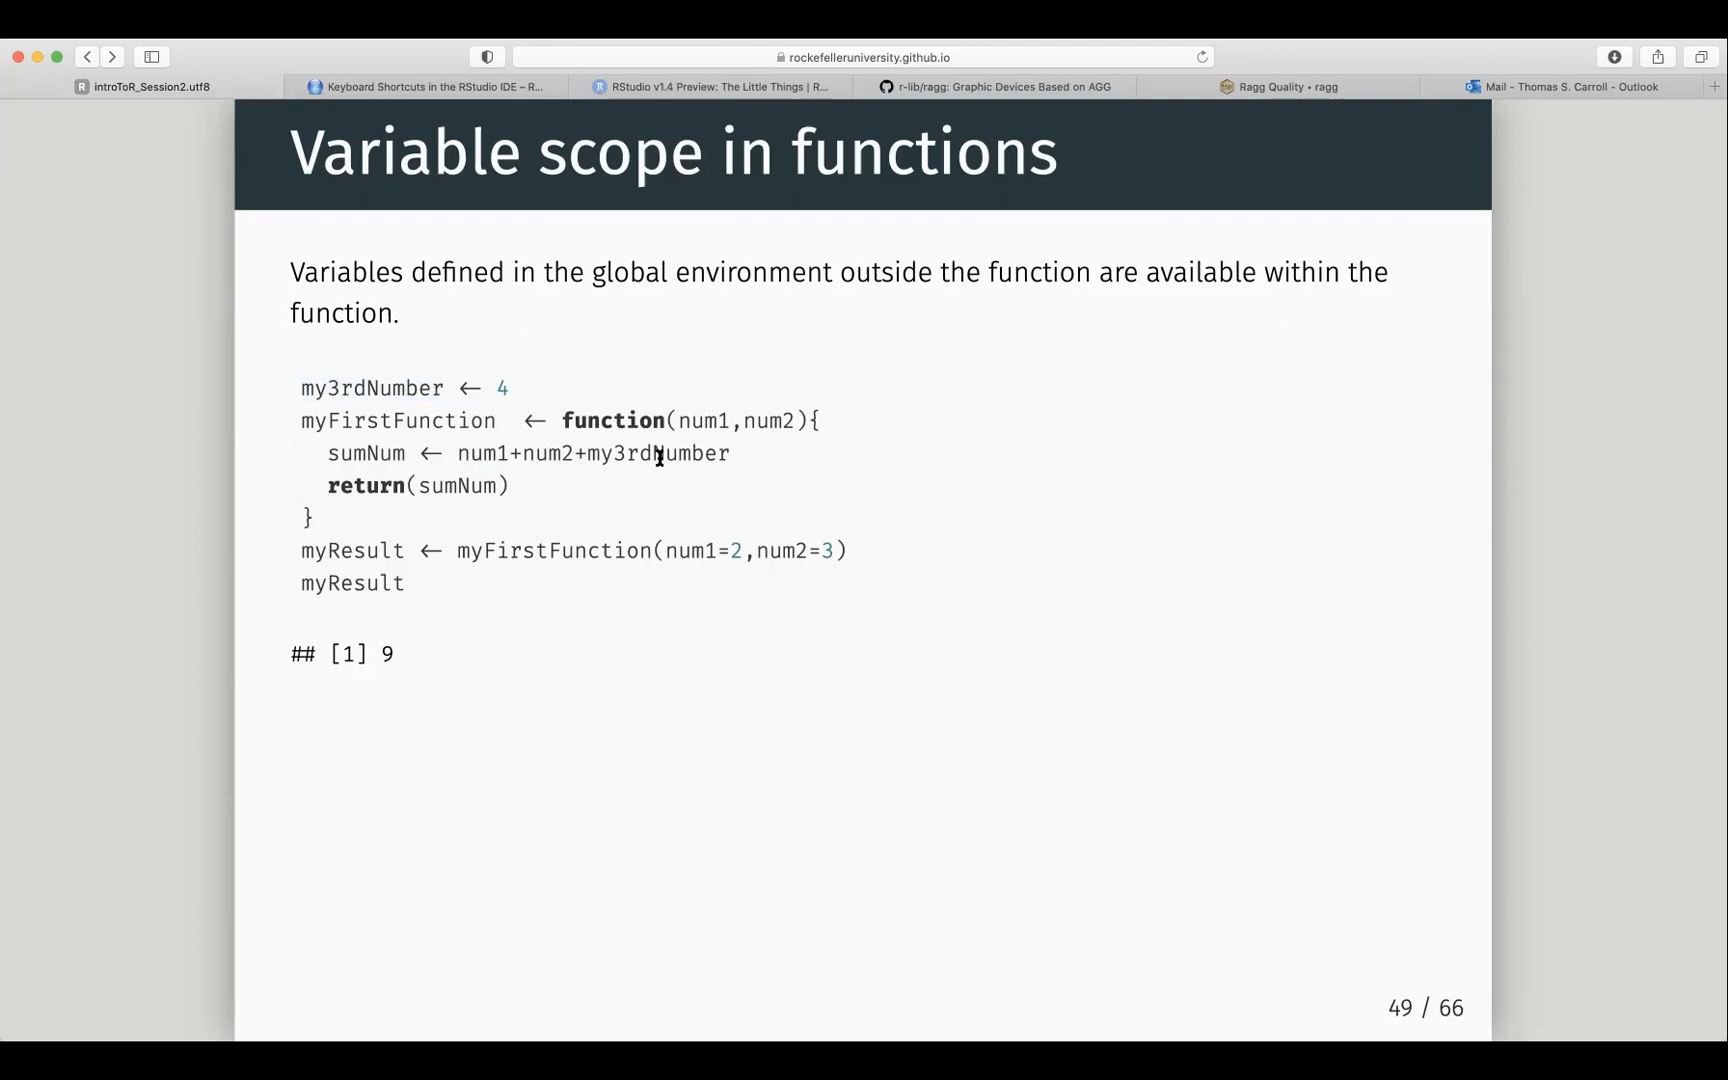 rockefelleruniversity.github.io
introToR_Session2.utf8
Keyboard Shortcuts in the RStudio IDE – R...
RStudio v1.4 Preview: The Little Things | R...
r-lib/ragg: Graphic Devices Based on AGG
Ragg Quality • ragg
Mail - Thomas S. Carroll - Outlook
Variable scope in functions
Variables defined in the global environment outside the function are available within the
function.
my3rdNumber ← 4
myFirstFunction ← function(num1,num2){
sumNum ← num1+num2+my3rdNumber
return(sumNum)
}
myResult ← myFirstFunction(num1=2,num2=3)
myResult
## [1] 9
49 / 66